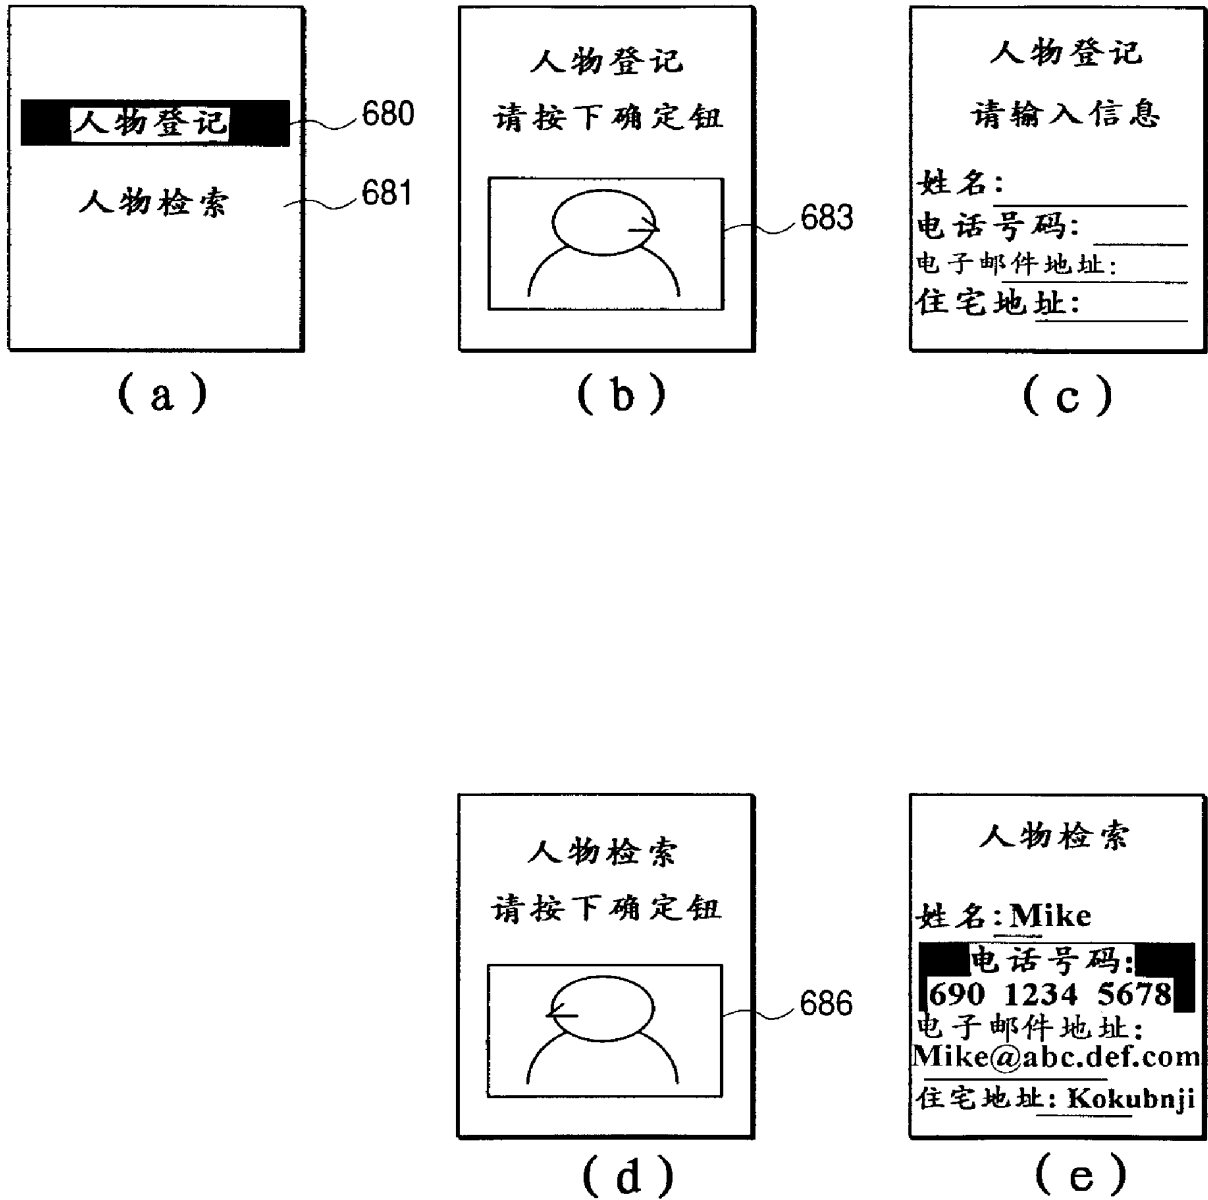 人物登记
680
人物检索
681
(a)
人物登记
请按下确定钮
683
(b)
人物登记
请输入信息
姓名:
电话号码:
电子邮件地址:
住宅地址:
(c)
人物检索
请按下确定钮
686
(d)
人物检索
姓名: Mike
电话号码:
690 1234 5678
电子邮件地址:
Mike@abc.def.com
住宅地址: Kokubnji
(e)